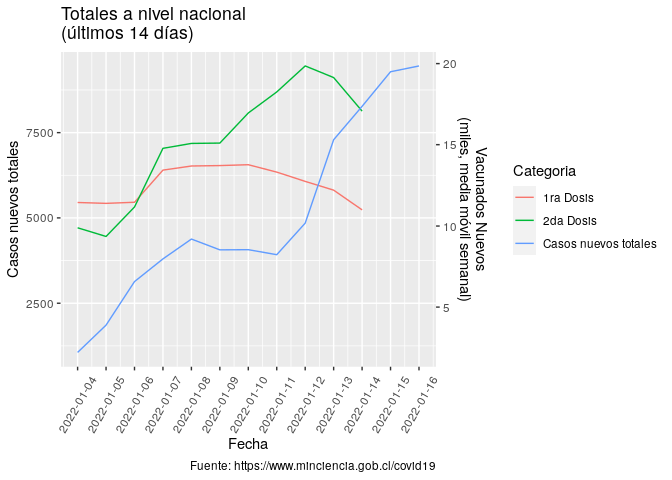 Totales a nivel nacional
(últimos 14 días)
Casos nuevos totales
7500
5000
2500
20
15
10
5
Vacunados Nuevos
(miles, media móvil semanal)
2022-01-04
2022-01-05
2022-01-06
2022-01-07
2022-01-08
2022-01-09
2022-01-10
2022-01-11
2022-01-12
2022-01-13
2022-01-14
2022-01-15
2022-01-16
Fecha
Categoria
1ra Dosis
2da Dosis
Casos nuevos totales
Fuente: https://www.minciencia.gob.cl/covid19